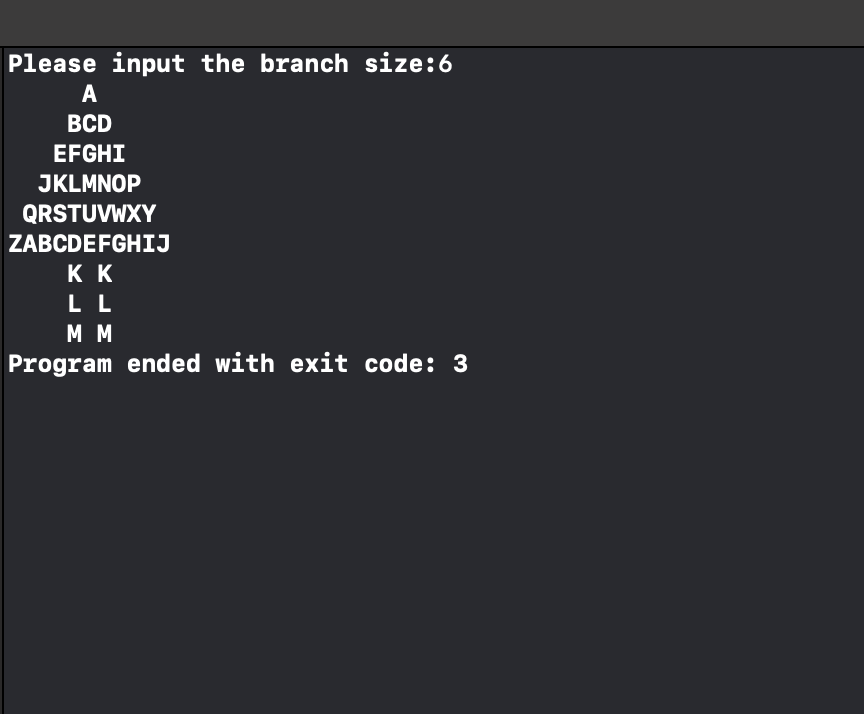 Please input the branch size:6
     A
    BCD
   EFGHI
  JKLMNOP
 QRSTUVWXY
ZABCDEFGHIJ
    K K
    L L
    M M
Program ended with exit code: 3